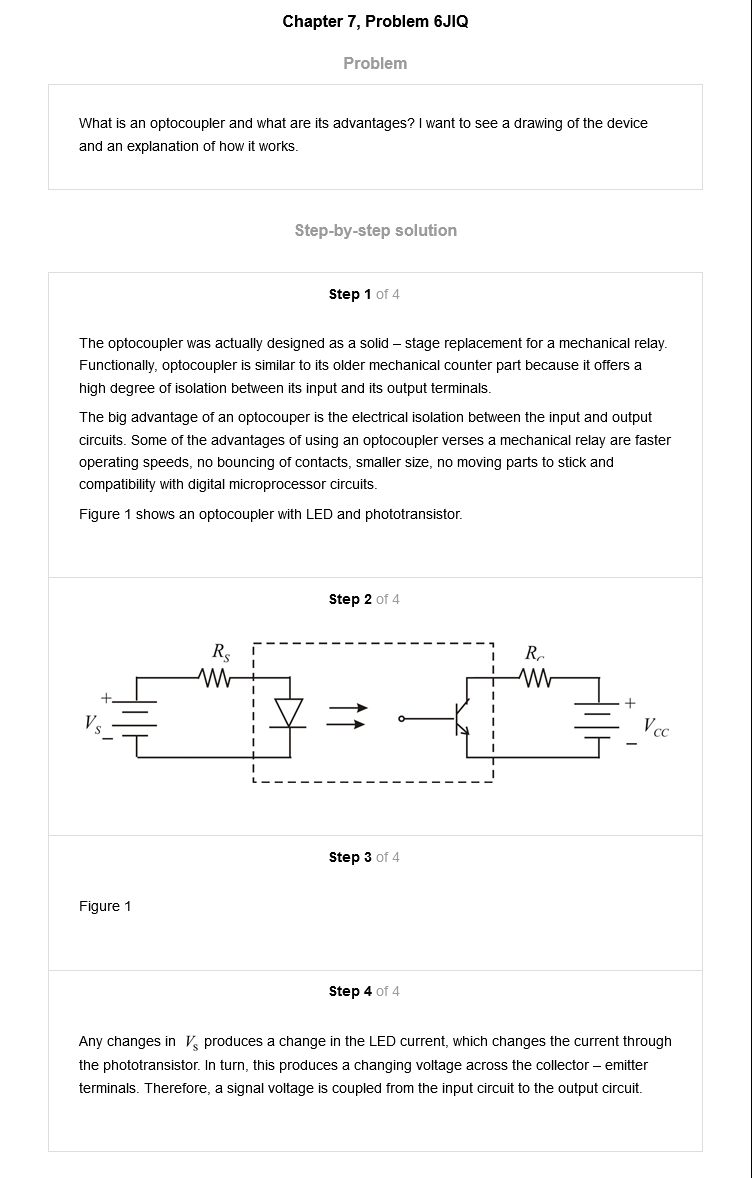 Chapter 7, Problem 6JIQ
Problem
What is an optocoupler and what are its advantages? I want to see a drawing of the device
and an explanation of how it works.
Step-by-step solution
Step 1 of 4
The optocoupler was actually designed as a solid – stage replacement for a mechanical relay.
Functionally, optocoupler is similar to its older mechanical counter part because it offers a
high degree of isolation between its input and its output terminals.
The big advantage of an optocouper is the electrical isolation between the input and output
circuits. Some of the advantages of using an optocoupler verses a mechanical relay are faster
operating speeds, no bouncing of contacts, smaller size, no moving parts to stick and
compatibility with digital microprocessor circuits.
Figure 1 shows an optocoupler with LED and phototransistor.
Step 2 of 4
R_S R
+ +
V_S V_CC
– –
Step 3 of 4
Figure 1
Step 4 of 4
Any changes in V_s produces a change in the LED current, which changes the current through
the phototransistor. In turn, this produces a changing voltage across the collector – emitter
terminals. Therefore, a signal voltage is coupled from the input circuit to the output circuit.